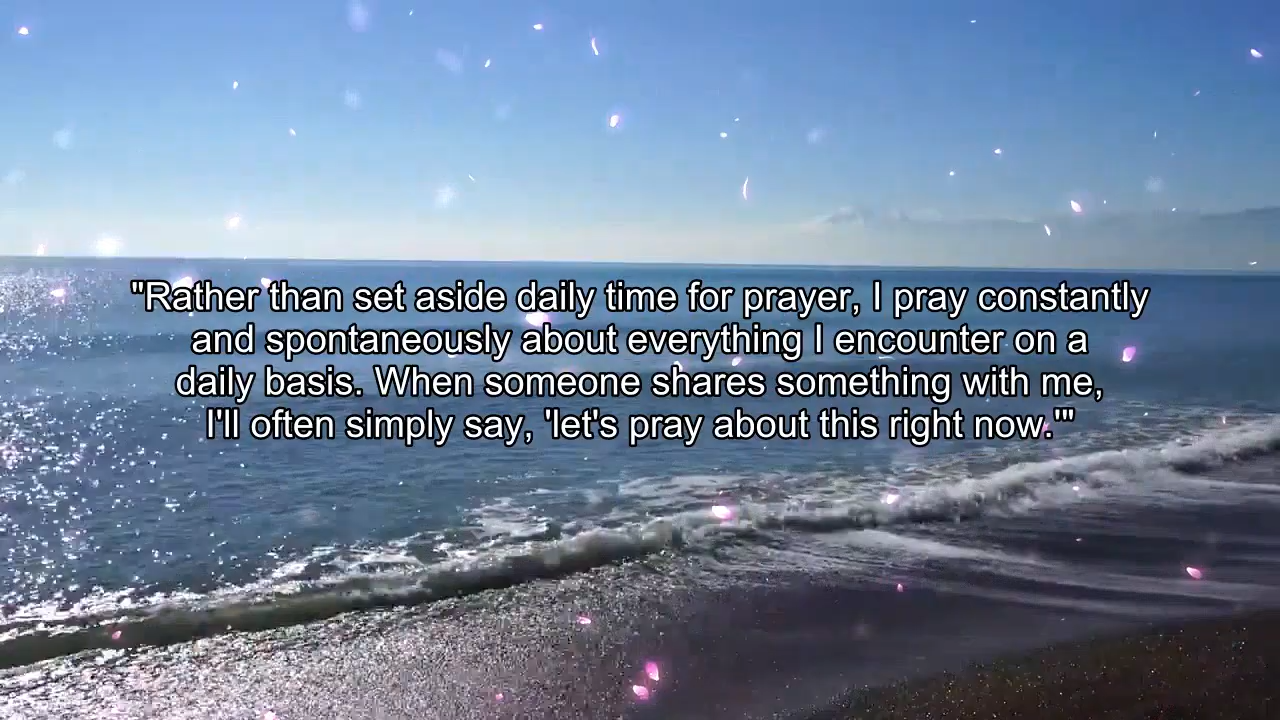 "Rather than set aside daily time for prayer, I pray constantly
and spontaneously about everything I encounter on a
daily basis. When someone shares something with me,
I'll often simply say, 'let's pray about this right now.'"